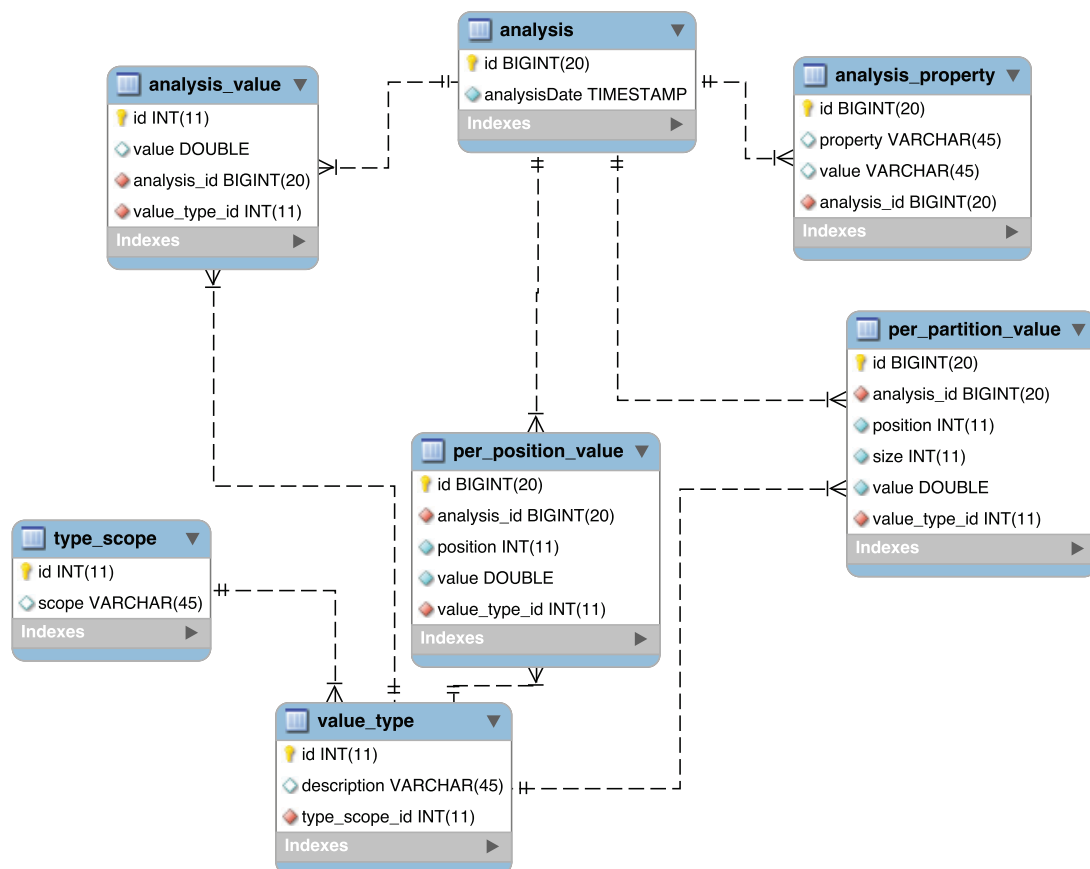 analysis
id BIGINT(20)
analysisDate TIMESTAMP
Indexes
analysis_value
id INT(11)
value DOUBLE
analysis_id BIGINT(20)
value_type_id INT(11)
Indexes
analysis_property
id BIGINT(20)
property VARCHAR(45)
value VARCHAR(45)
analysis_id BIGINT(20)
Indexes
per_partition_value
id BIGINT(20)
analysis_id BIGINT(20)
position INT(11)
size INT(11)
value DOUBLE
value_type_id INT(11)
Indexes
per_position_value
id BIGINT(20)
analysis_id BIGINT(20)
position INT(11)
value DOUBLE
value_type_id INT(11)
Indexes
type_scope
id INT(11)
scope VARCHAR(45)
Indexes
value_type
id INT(11)
description VARCHAR(45)
type_scope_id INT(11)
Indexes